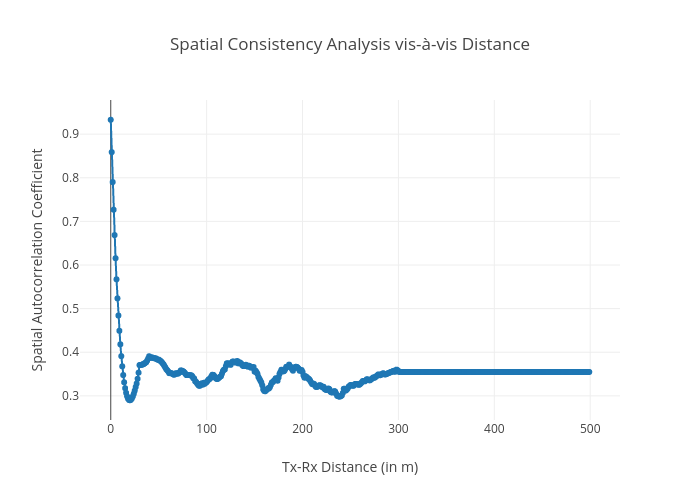 Spatial Consistency Analysis vis-à-vis Distance
Spatial Autocorrelation Coefficient
0.9
0.8
0.7
0.6
0.5
0.4
0.3
0 100 200 300 400 500
Tx-Rx Distance (in m)